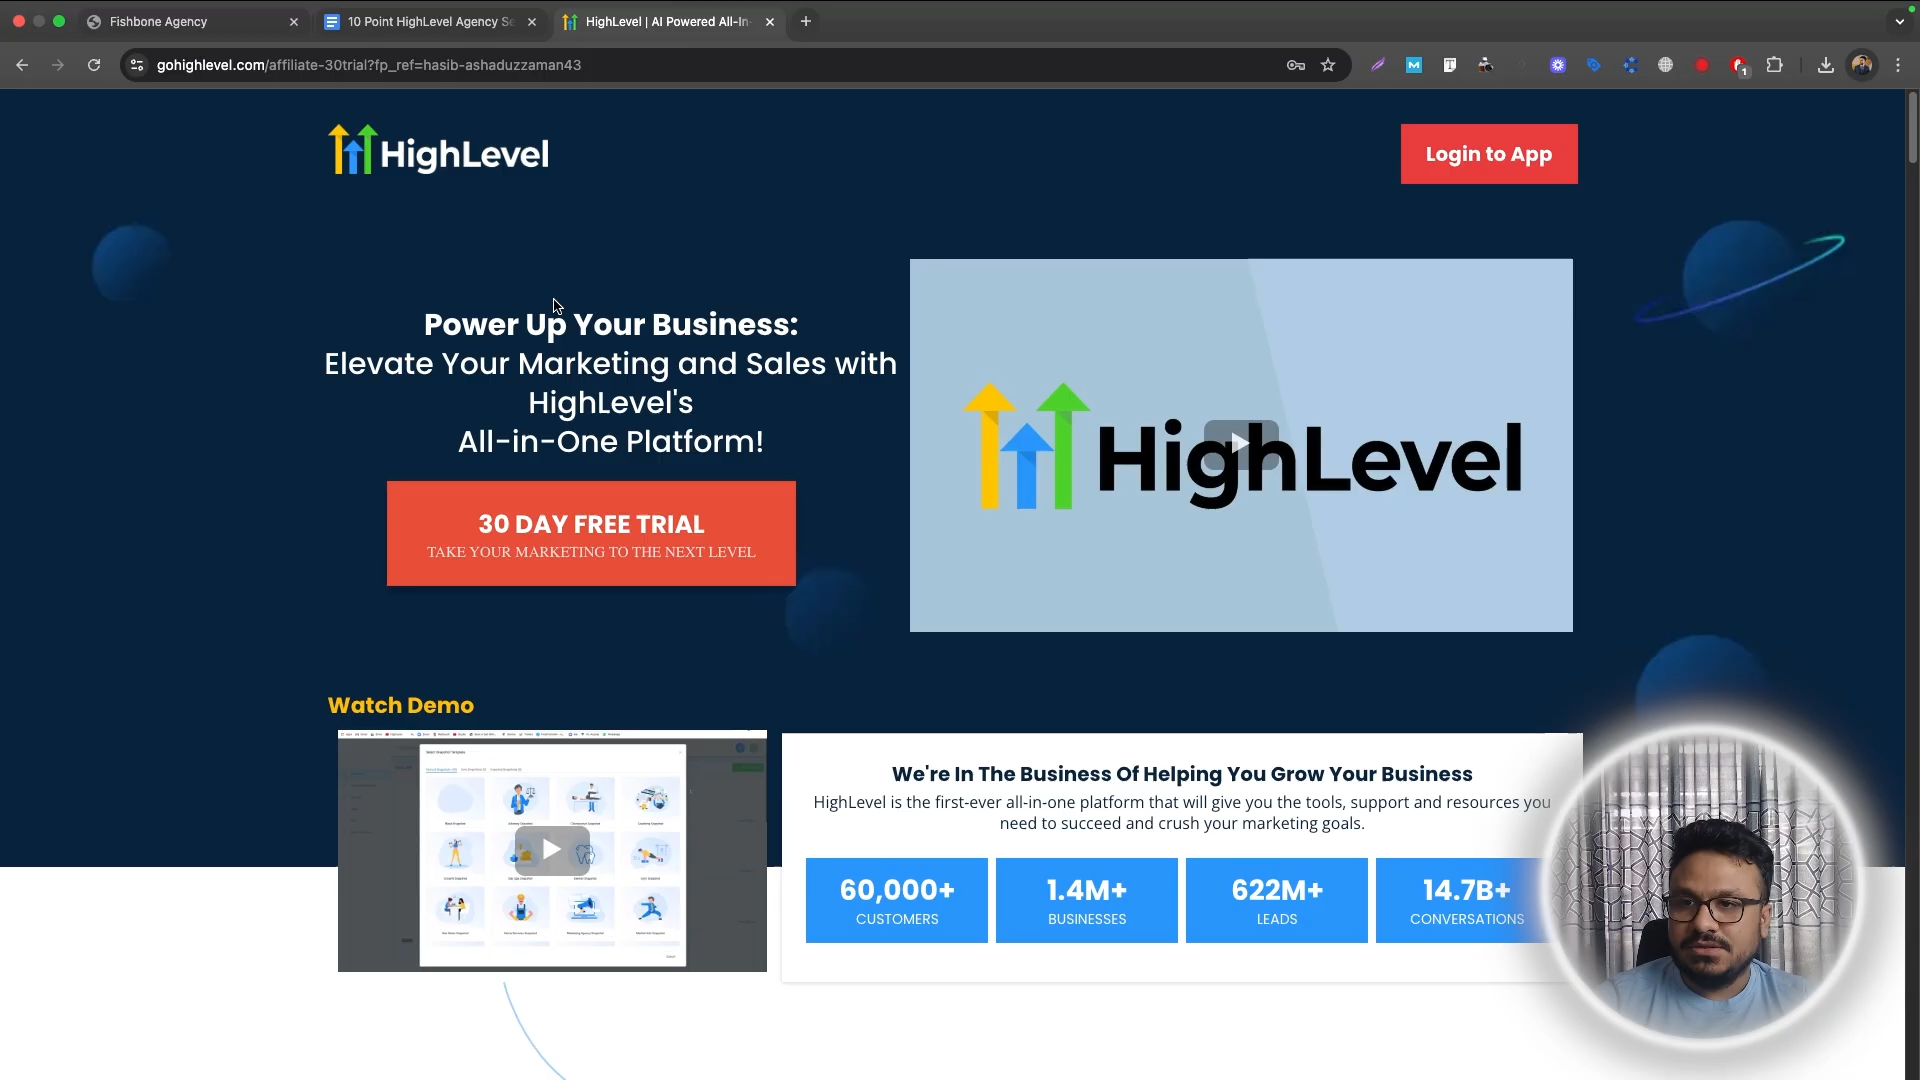 Fishbone Agency
10 Point HighLevel Agency Se
HighLevel | AI Powered All-In-
gohighlevel.com/affiliate-30trial?fp_ref=hasib-ashaduzzaman43
1
HighLevel
Login to App
Power Up Your Business:
Elevate Your Marketing and Sales with
HighLevel's
All-in-One Platform!
30 DAY FREE TRIAL
TAKE YOUR MARKETING TO THE NEXT LEVEL
HighLevel
Watch Demo
We're In The Business Of Helping You Grow Your Business
HighLevel is the first-ever all-in-one platform that will give you the tools, support and resources you
need to succeed and crush your marketing goals.
60,000+
CUSTOMERS
1.4M+
BUSINESSES
622M+
LEADS
14.7B+
CONVERSATIONS